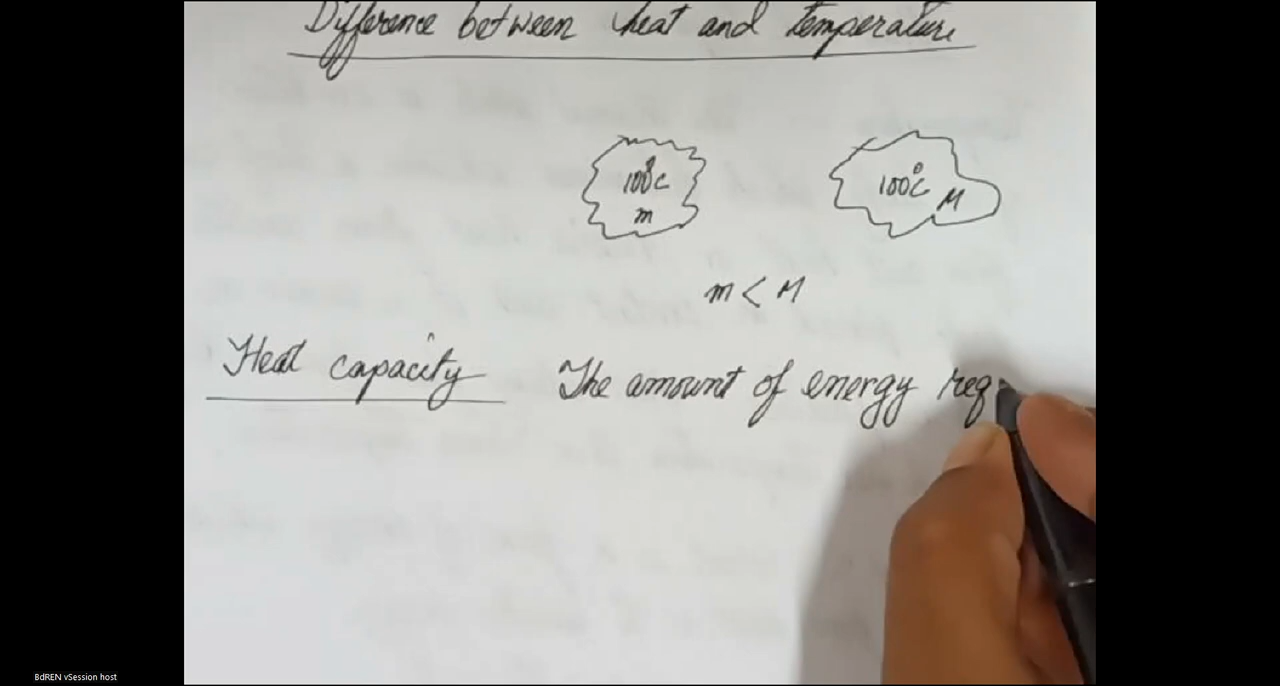 Difference between heat and temperature
100°C
m
100°C
M
m < M
Heat capacity The amount of energy req
BdREN vSession host